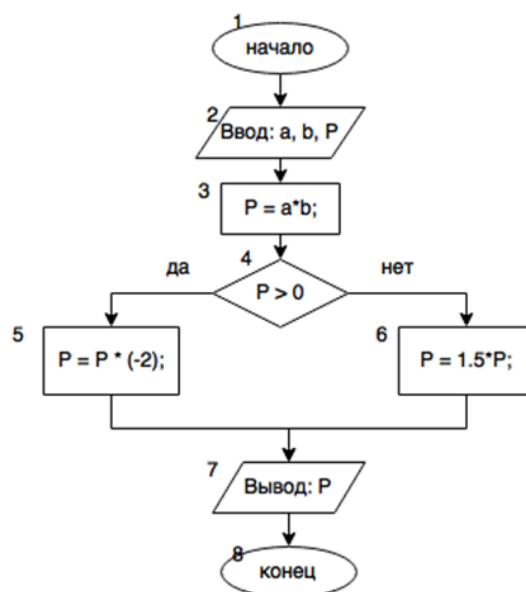 1
начало
2
Ввод: a, b, P
3
P = a*b;
4
да
нет
P > 0
5
P = P * (-2);
6
P = 1.5*P;
7
Вывод: P
8
конец